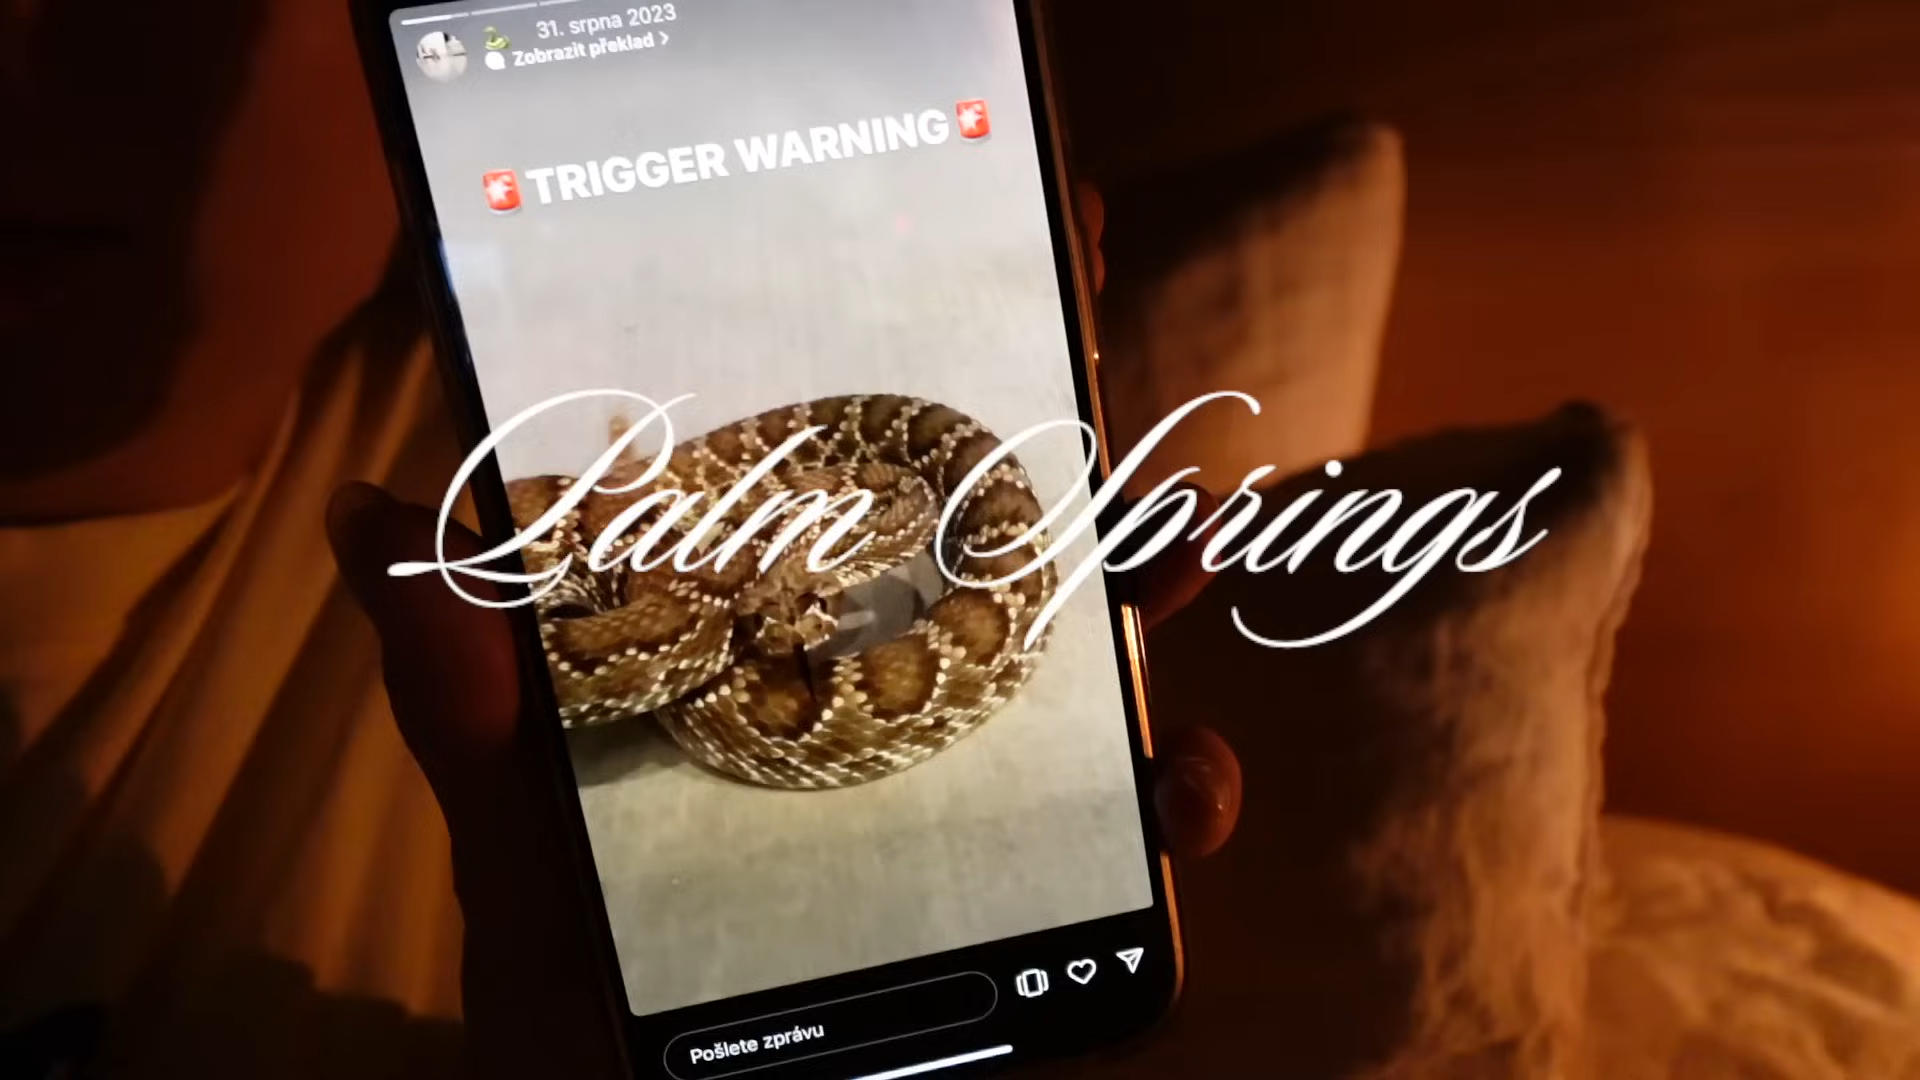 31. srpna 2023
Zobrazit překlad >
TRIGGER WARNING
Palm Springs
Pošlete zprávu